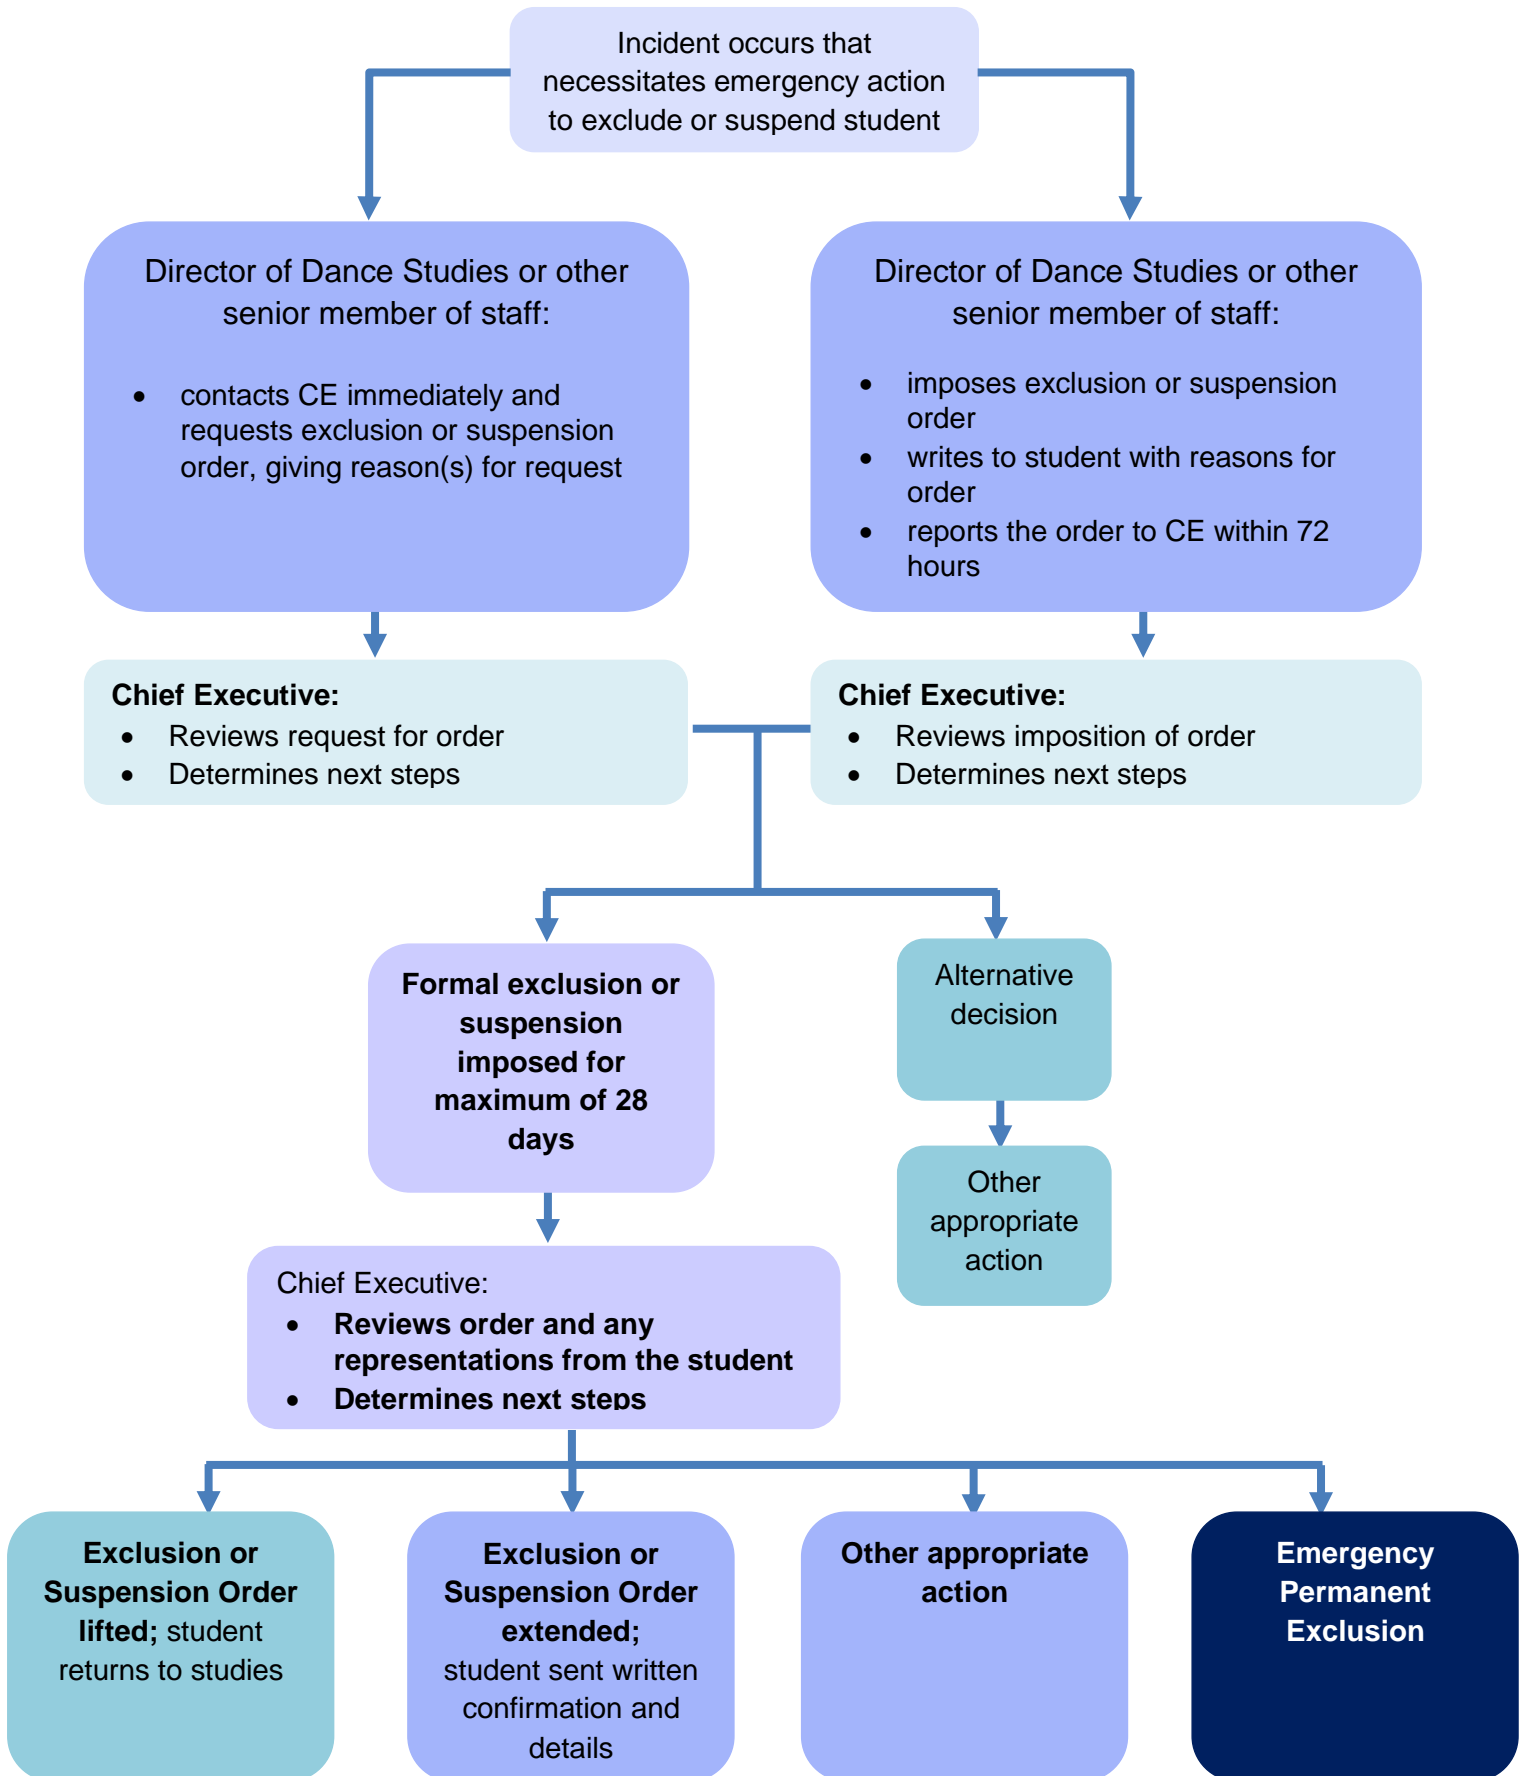 Incident occurs that
necessitates emergency action
to exclude or suspend student
Director of Dance Studies or other
senior member of staff:
• contacts CE immediately and
requests exclusion or suspension
order, giving reason(s) for request
Director of Dance Studies or other
senior member of staff:
• imposes exclusion or suspension
order
• writes to student with reasons for
order
• reports the order to CE within 72
hours
Chief Executive:
• Reviews request for order
• Determines next steps
Chief Executive:
• Reviews imposition of order
• Determines next steps
Formal exclusion or
suspension
imposed for
maximum of 28
days
Alternative
decision
Other
appropriate
action
Chief Executive:
• Reviews order and any
representations from the student
• Determines next steps
Exclusion or
Suspension Order
lifted; student
returns to studies
Exclusion or
Suspension Order
extended;
student sent written
confirmation and
details
Other appropriate
action
Emergency
Permanent
Exclusion